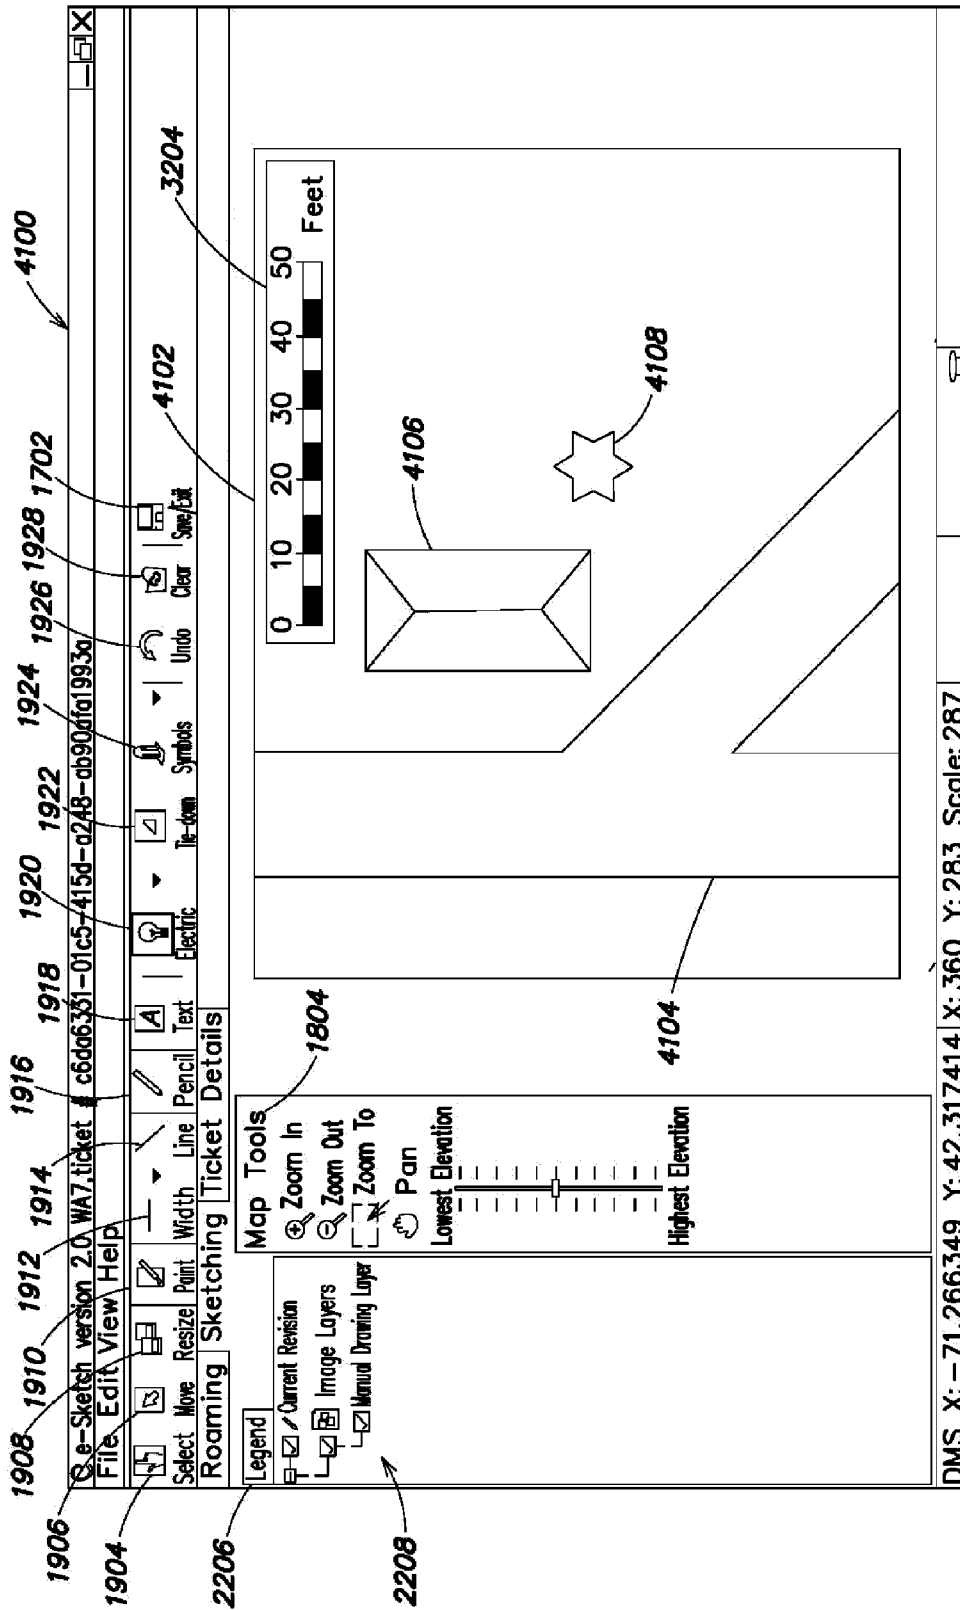 4100
1908
1910
1912
1914
1916
1918
1920
1922
1924
1926
1928
1702
4102
3204
1906
1904
e-Sketch version 2.0 WA7.ticket # c6da6331-01c5-415d-a248-ab90dfa1993a
File Edit View Help
Select Move Resize Paint Width Line Pencil Text Electric Tie-down Symbols Undo Clear Save/Exit
Roaming Sketching Ticket Details
2206
Legend
Current Revision
Image Layers
Manual Drawing Layer
2208
Map Tools
1804
Zoom In
Zoom Out
Zoom To
Pan
Lowest Elevation
Highest Elevation
0 10 20 30 40 50
Feet
4106
4108
4104
DMS X: -71.266349 Y: 42.317414 X: 360 Y: 283 Scale: 287